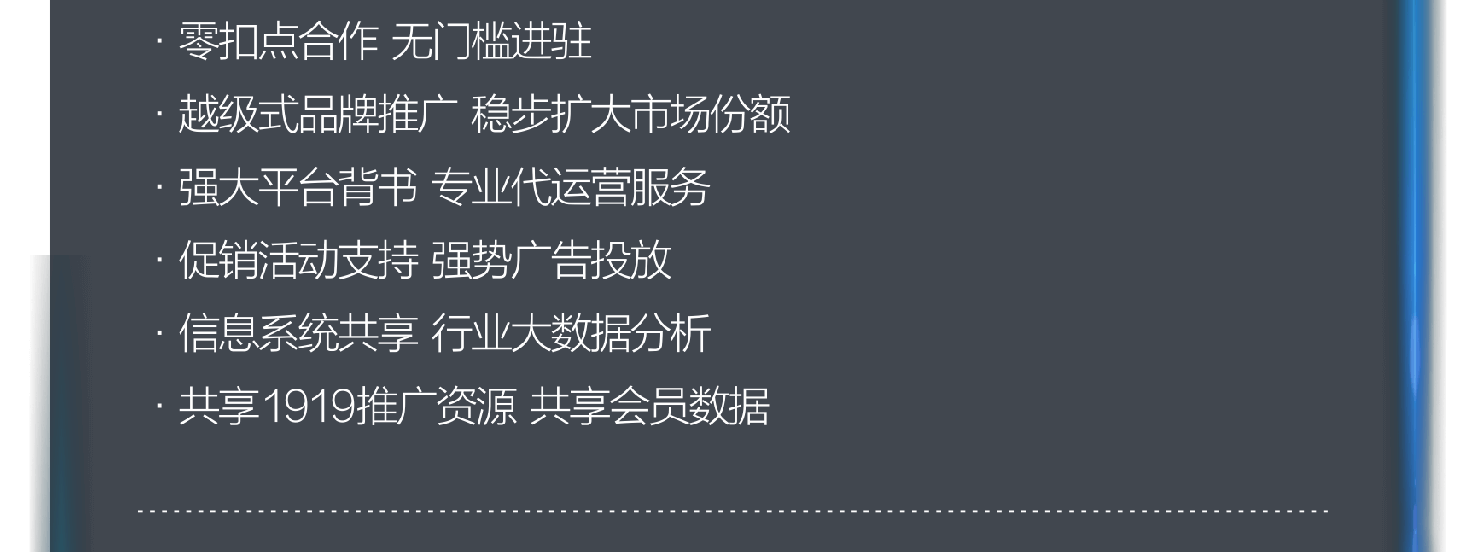 · 零扣点合作 无门槛进驻
· 越级式品牌推广 稳步扩大市场份额
· 强大平台背书 专业代运营服务
· 促销活动支持 强势广告投放
· 信息系统共享 行业大数据分析
· 共享1919推广资源 共享会员数据